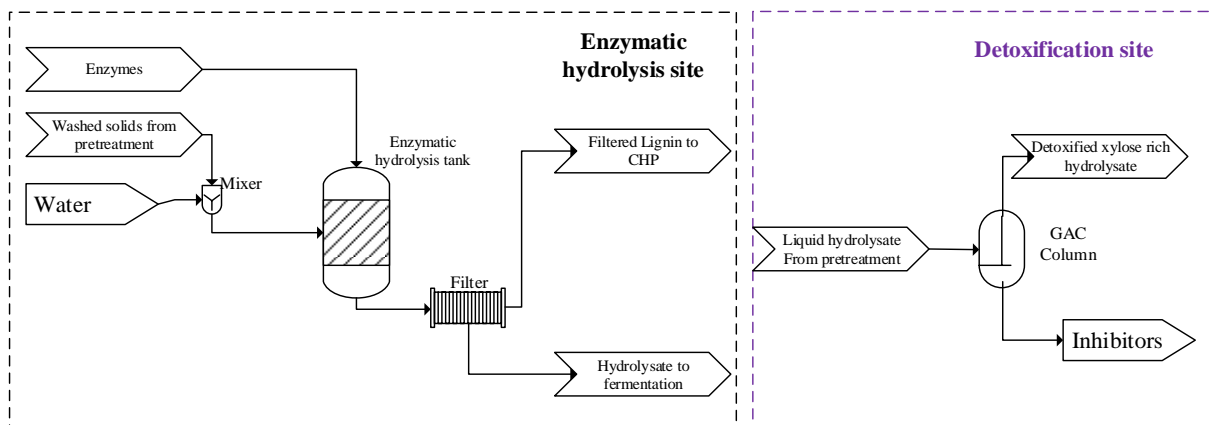 Enzymatic
hydrolysis site
Enzymes
Washed solids from
pretreatment
Water
Mixer
Enzymatic
hydrolysis tank
Filter
Filtered Lignin to
CHP
Hydrolysate to
fermentation
Detoxification site
Detoxified xylose rich
hydrolysate
Liquid hydrolysate
From pretreatment
GAC
Column
Inhibitors